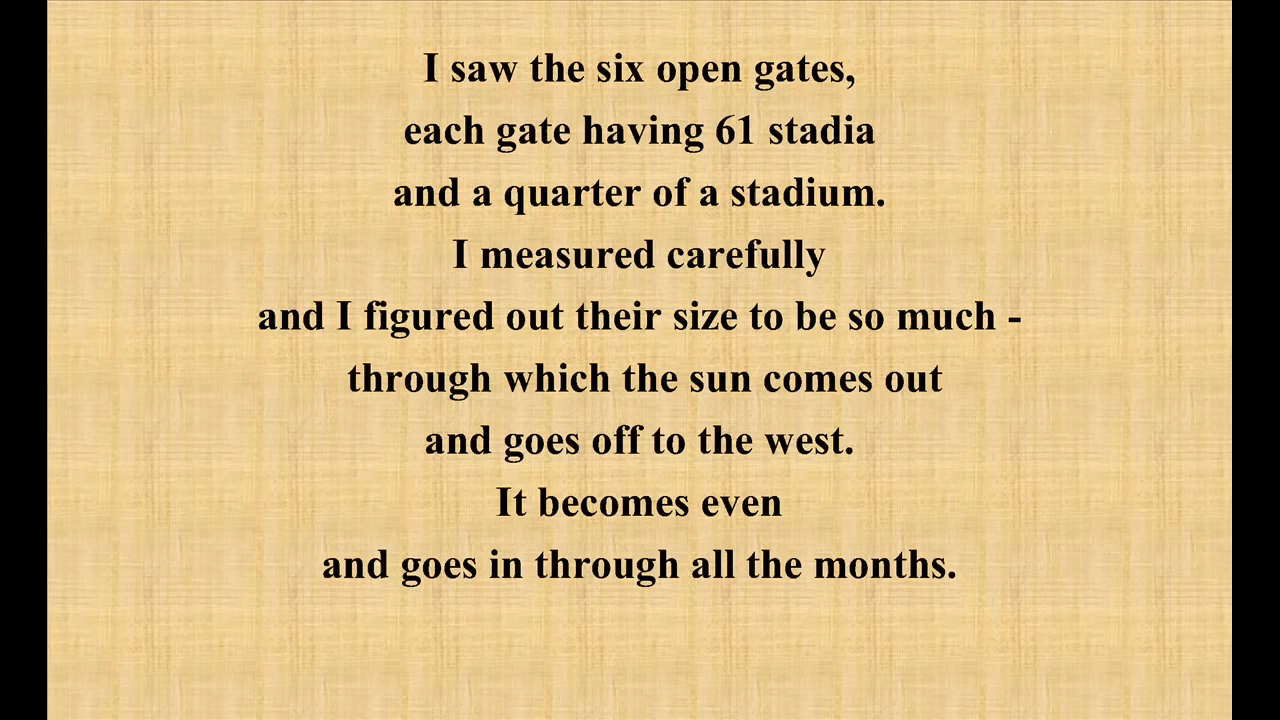 I saw the six open gates,
each gate having 61 stadia
and a quarter of a stadium.
I measured carefully
and I figured out their size to be so much -
through which the sun comes out
and goes off to the west.
It becomes even
and goes in through all the months.